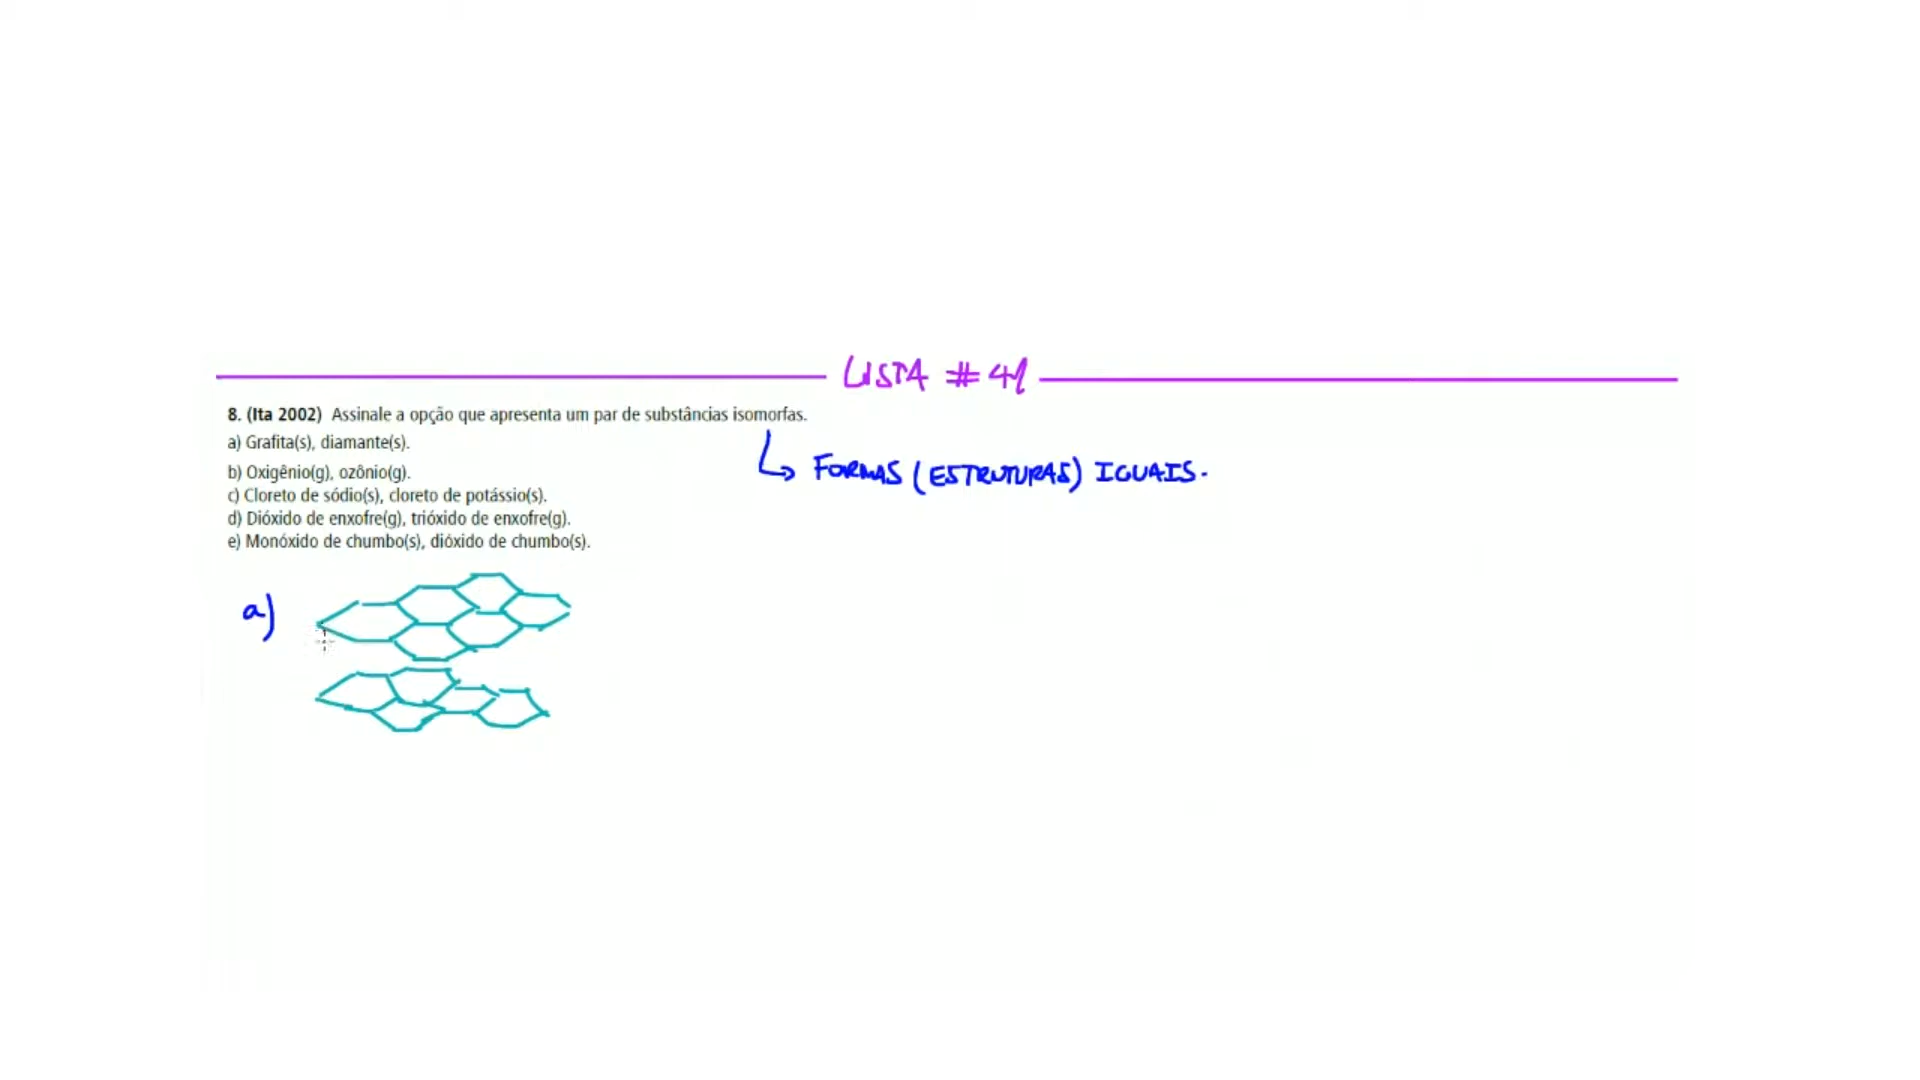 LISTA # 41
8. (Ita 2002) Assinale a opção que apresenta um par de substâncias isomorfas.
a) Grafita(s), diamante(s).
FORMAS (ESTRUTURAS) IGUAIS.
b) Oxigênio(g), ozônio(g).
c) Cloreto de sódio(s), cloreto de potássio(s).
d) Dióxido de enxofre(g), trióxido de enxofre(g).
e) Monóxido de chumbo(s), dióxido de chumbo(s).
a)